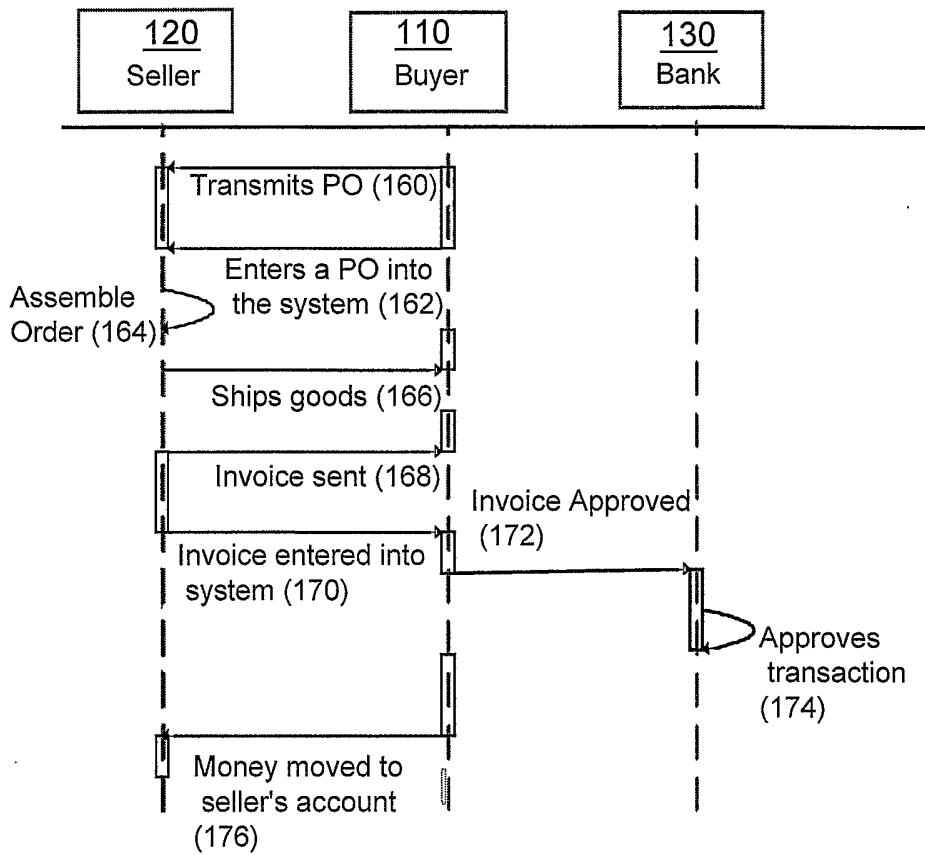 120
Seller
110
Buyer
130
Bank
Transmits PO (160)
Enters a PO into
the system (162)
Assemble
Order (164)
Ships goods (166)
Invoice sent (168)
Invoice Approved
(172)
Invoice entered into
system (170)
Approves
transaction
(174)
Money moved to
seller's account
(176)